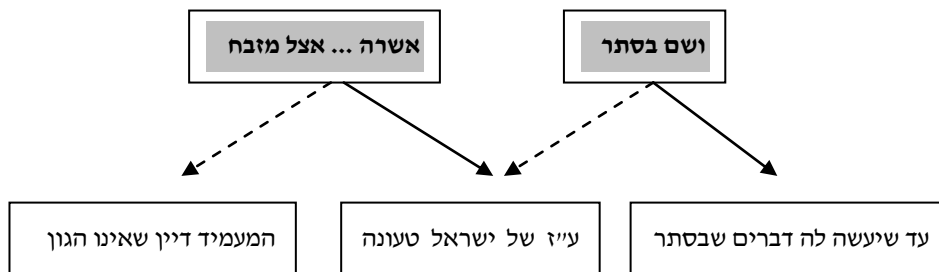 ושם בסתר
אשרה ... אצל מזבח
עד שיעשה לה דברים שבסתר
ע״ז של ישראל טעונה
המעמיד דיין שאינו הגון